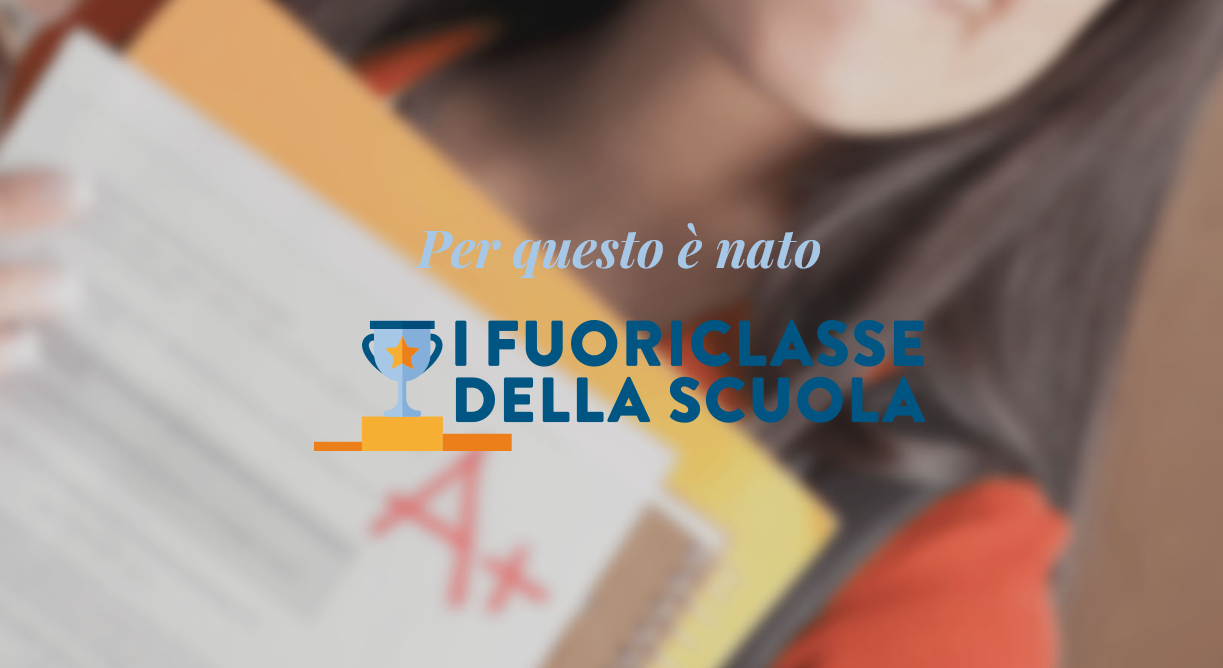 Per questo è nato
I FUORICLASSE
DELLA SCUOLA
A+